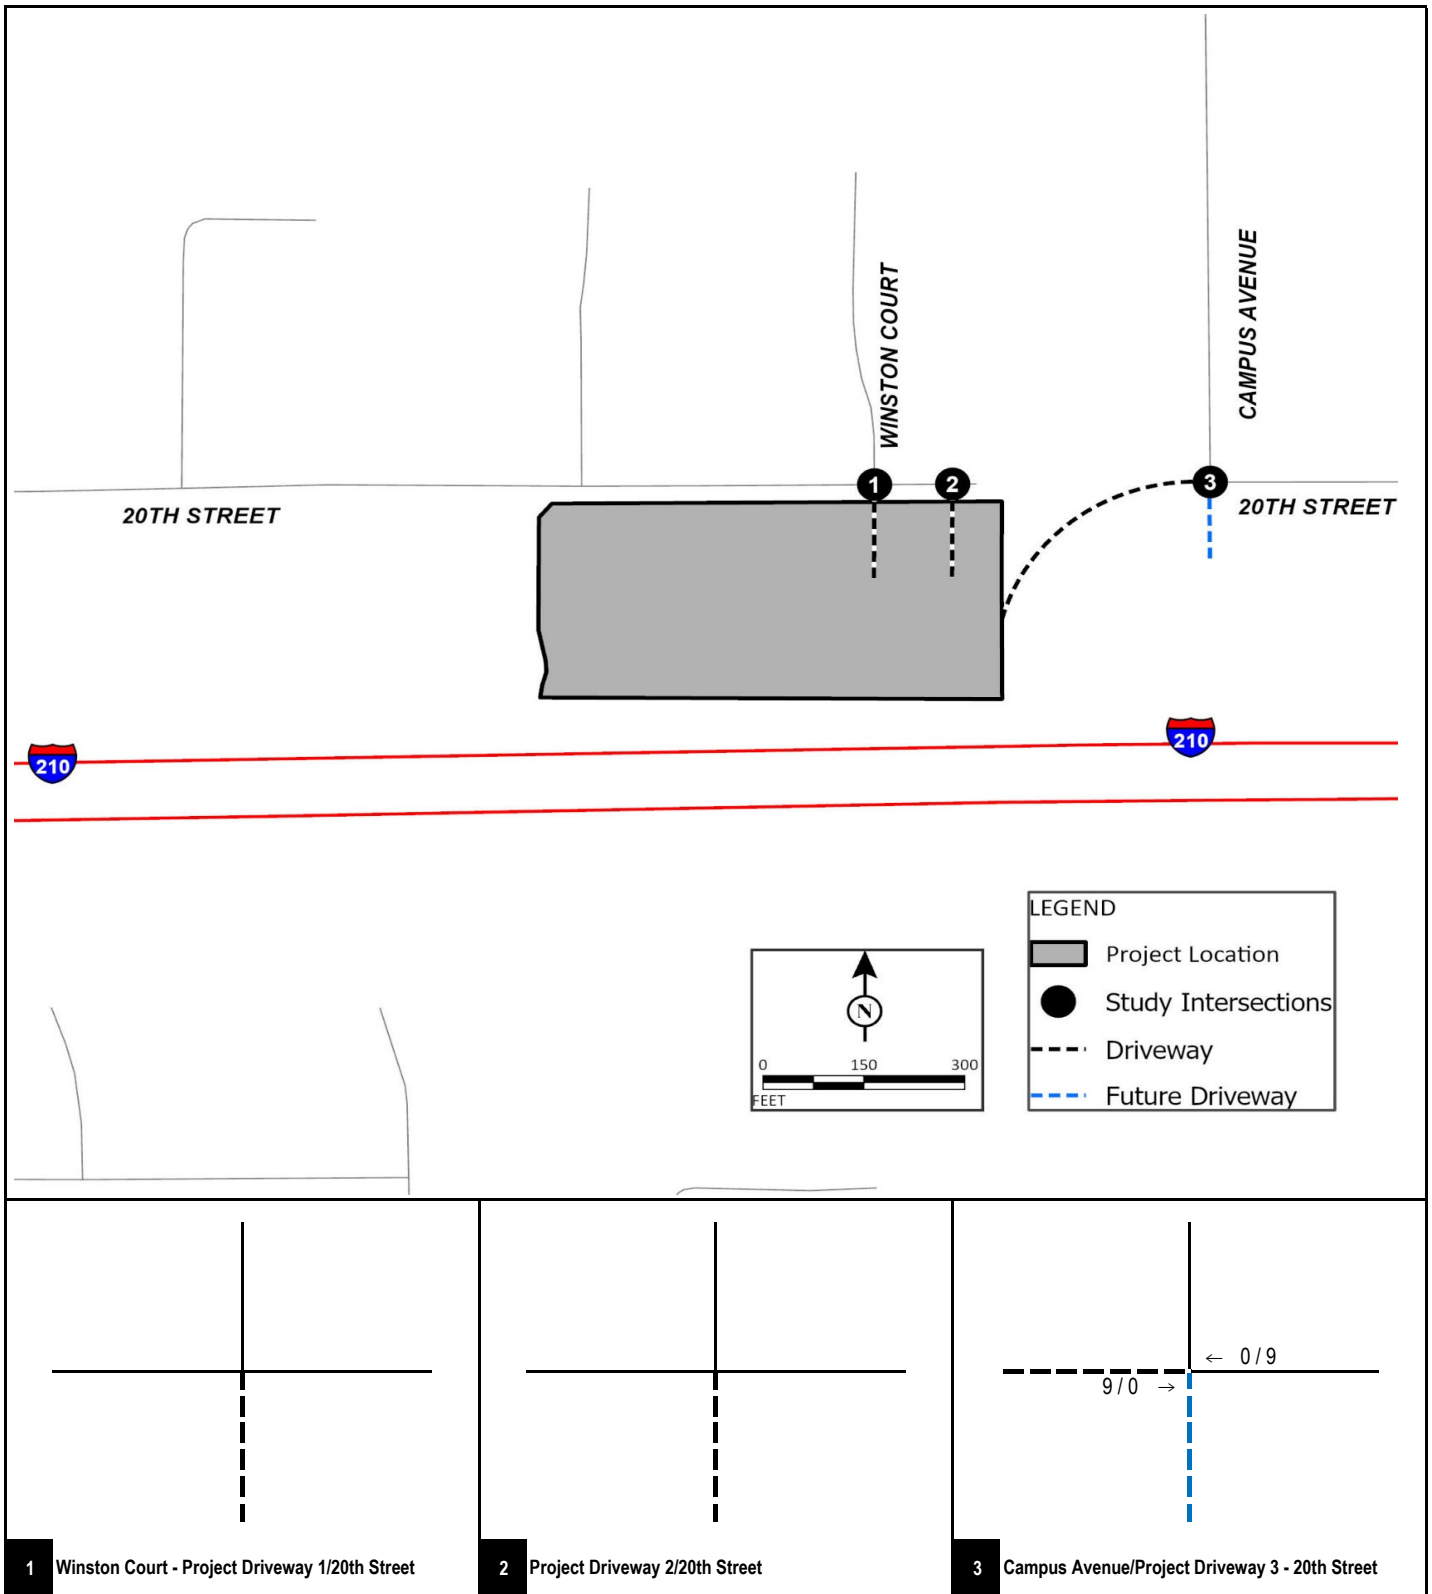 WINSTON COURT
CAMPUS AVENUE
1
2
3
20TH STREET
20TH STREET
210
210
LEGEND
Project Location
Study Intersections
Driveway
Future Driveway
N
0 150 300
FEET
0 / 9
9 / 0
1 Winston Court - Project Driveway 1/20th Street
2 Project Driveway 2/20th Street
3 Campus Avenue/Project Driveway 3 - 20th Street